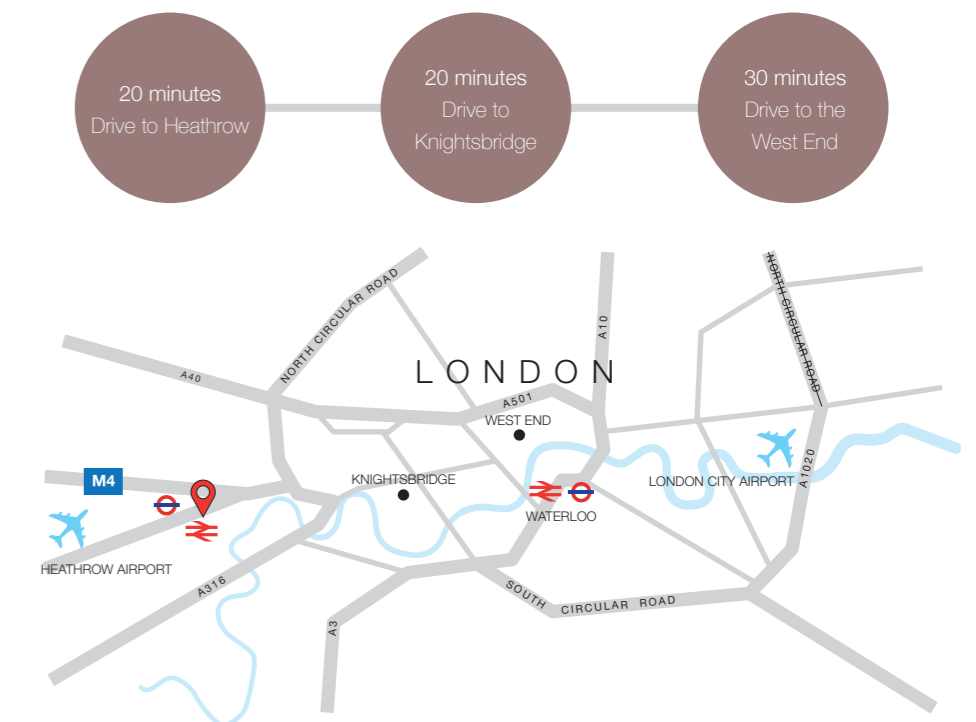 20 minutes
Drive to Heathrow
20 minutes
Drive to
Knightsbridge
30 minutes
Drive to the
West End
NORTH CIRCULAR ROAD
NORTH CIRCULAR ROAD
A10
A40
LONDON
A501
WEST END
KNIGHTSBRIDGE
M4
LONDON CITY AIRPORT
A1020
WATERLOO
HEATHROW AIRPORT
A316
SOUTH CIRCULAR ROAD
A3